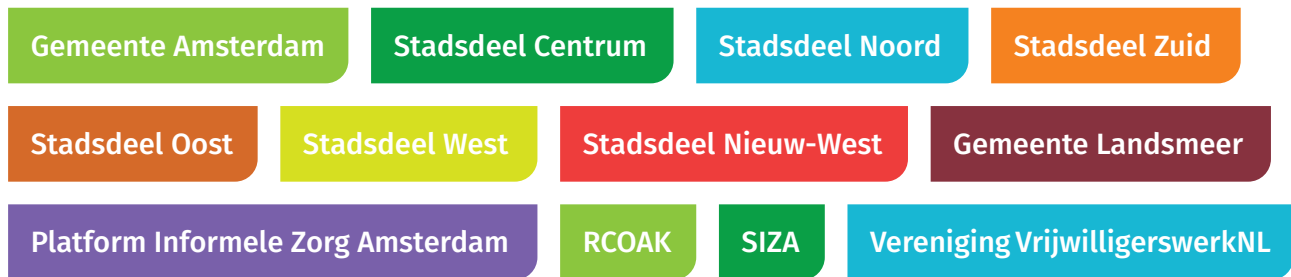 Gemeente Amsterdam Stadsdeel Centrum Stadsdeel Noord Stadsdeel Zuid
Stadsdeel Oost Stadsdeel West Stadsdeel Nieuw-West Gemeente Landsmeer
Platform Informele Zorg Amsterdam RCOAK SIZA Vereniging VrijwilligerswerkNL